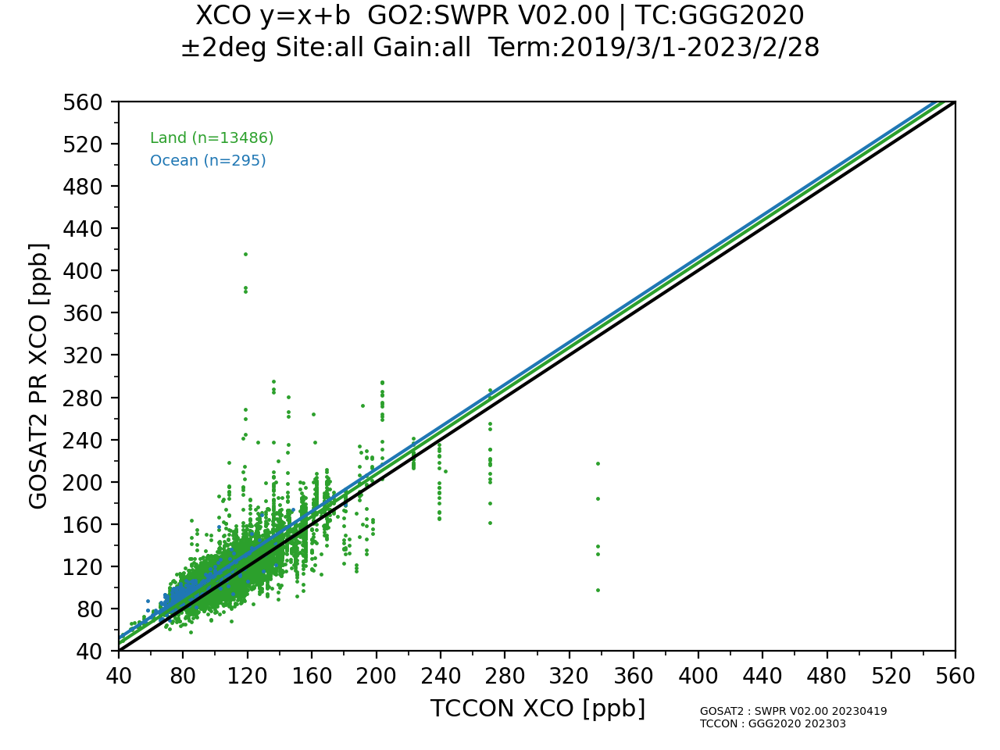 XCO y=x+b  GO2:SWPR V02.00 | TC:GGG2020
±2deg Site:all Gain:all  Term:2019/3/1-2023/2/28
560
520
480
440
400
360
320
280
240
200
160
120
80
40
Land (n=13486)
Ocean (n=295)
GOSAT2 PR XCO [ppb]
40 80 120 160 200 240 280 320 360 400 440 480 520 560
TCCON XCO [ppb]
GOSAT2 : SWPR V02.00 20230419
TCCON : GGG2020 202303